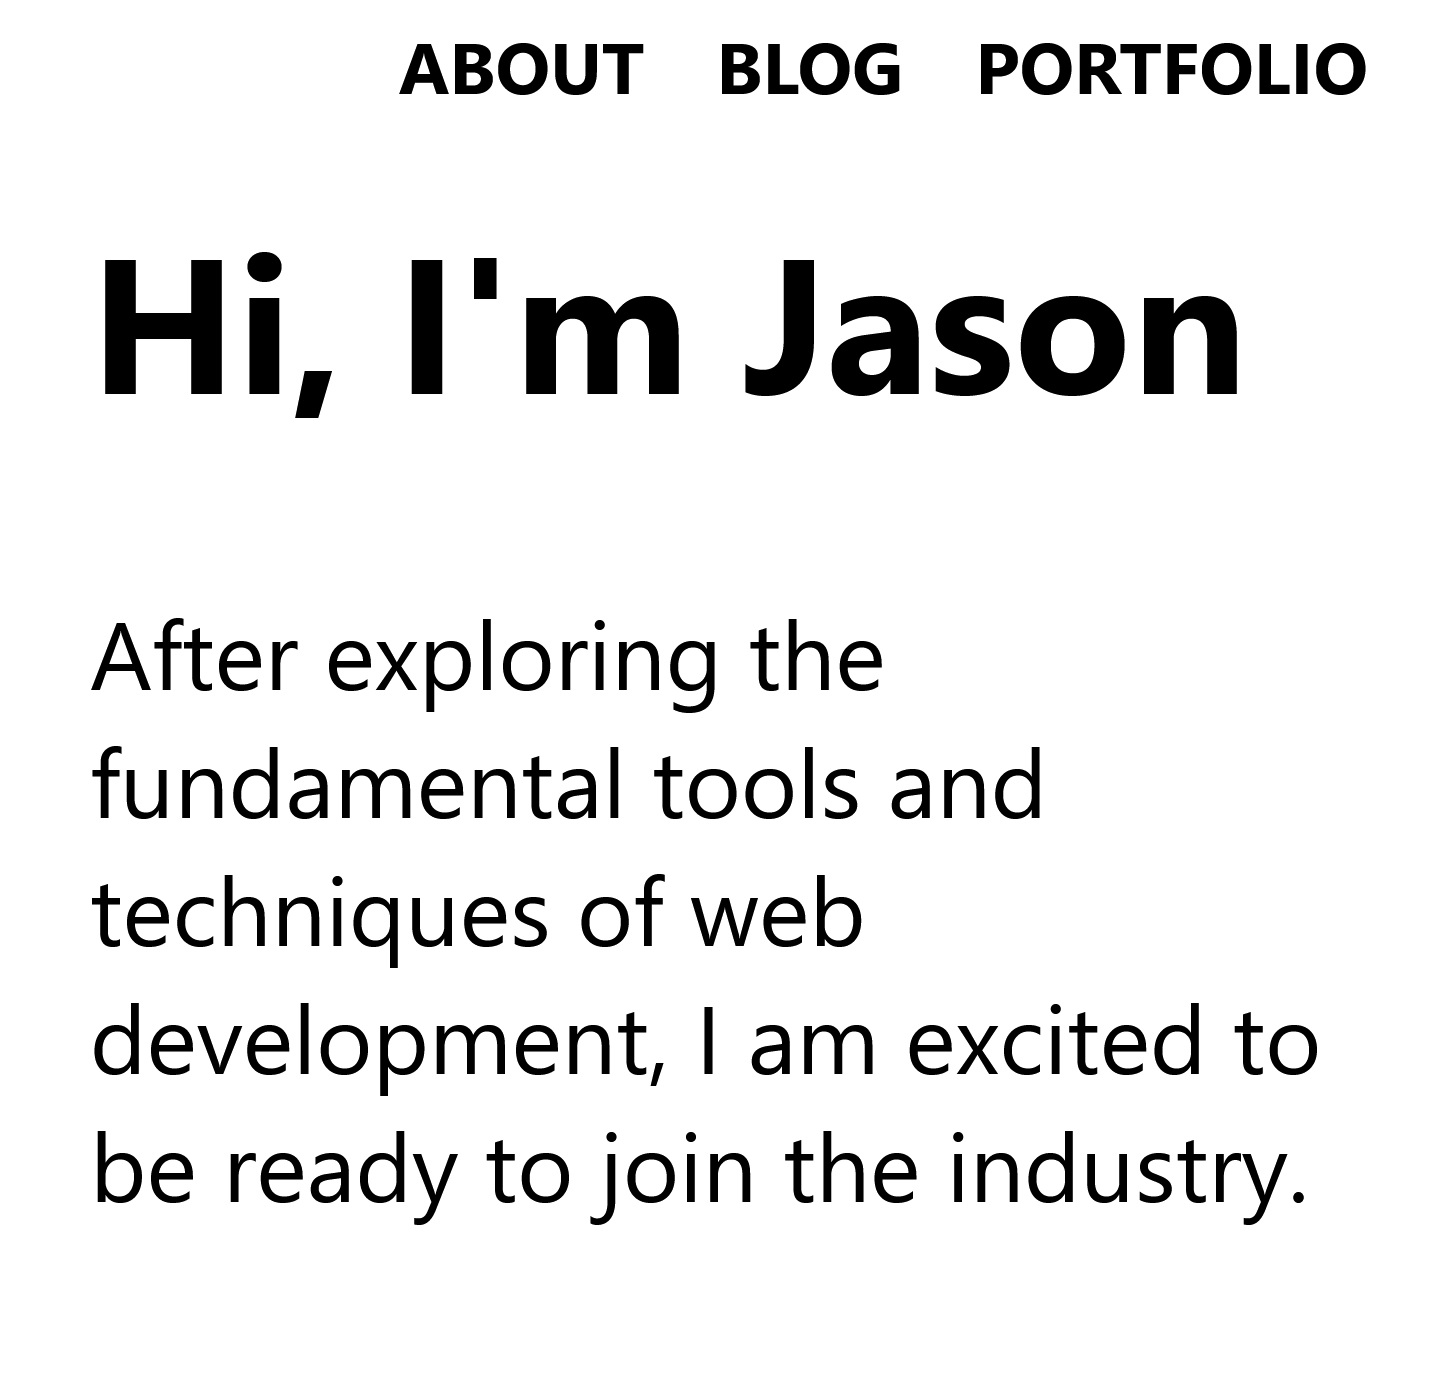 ABOUT BLOG PORTFOLIO
Hi, I'm Jason
After exploring the
fundamental tools and
techniques of web
development, I am excited to
be ready to join the industry.